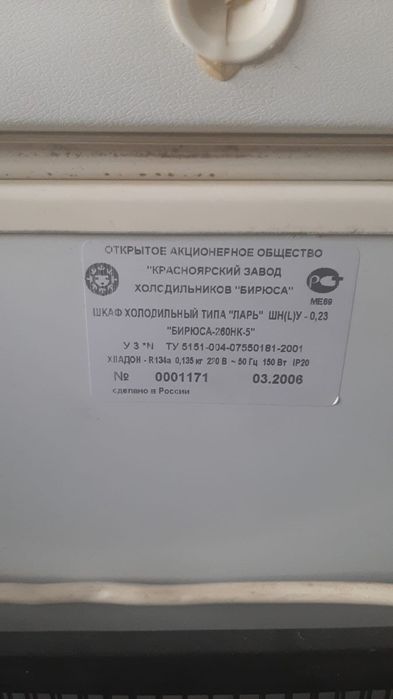 ОТКРЫТОЕ АКЦИОНЕРНОЕ ОБЩЕСТВО
"КРАСНОЯРСКИЙ ЗАВОД
ХОЛОДИЛЬНИКОВ "БИРЮСА"
РСТ
МЕ69
ШКАФ ХОЛОДИЛЬНЫЙ ТИПА "ЛАРЬ" ШН(L)У - 0,23
"БИРЮСА-260НК-5"
У 3 *N ТУ 5151-004-07550181-2001
ХЛАДОН - R134a 0,135 кг 220 В ~ 50 Гц 150 Вт IP20
№ 0001171 03.2006
сделано в России